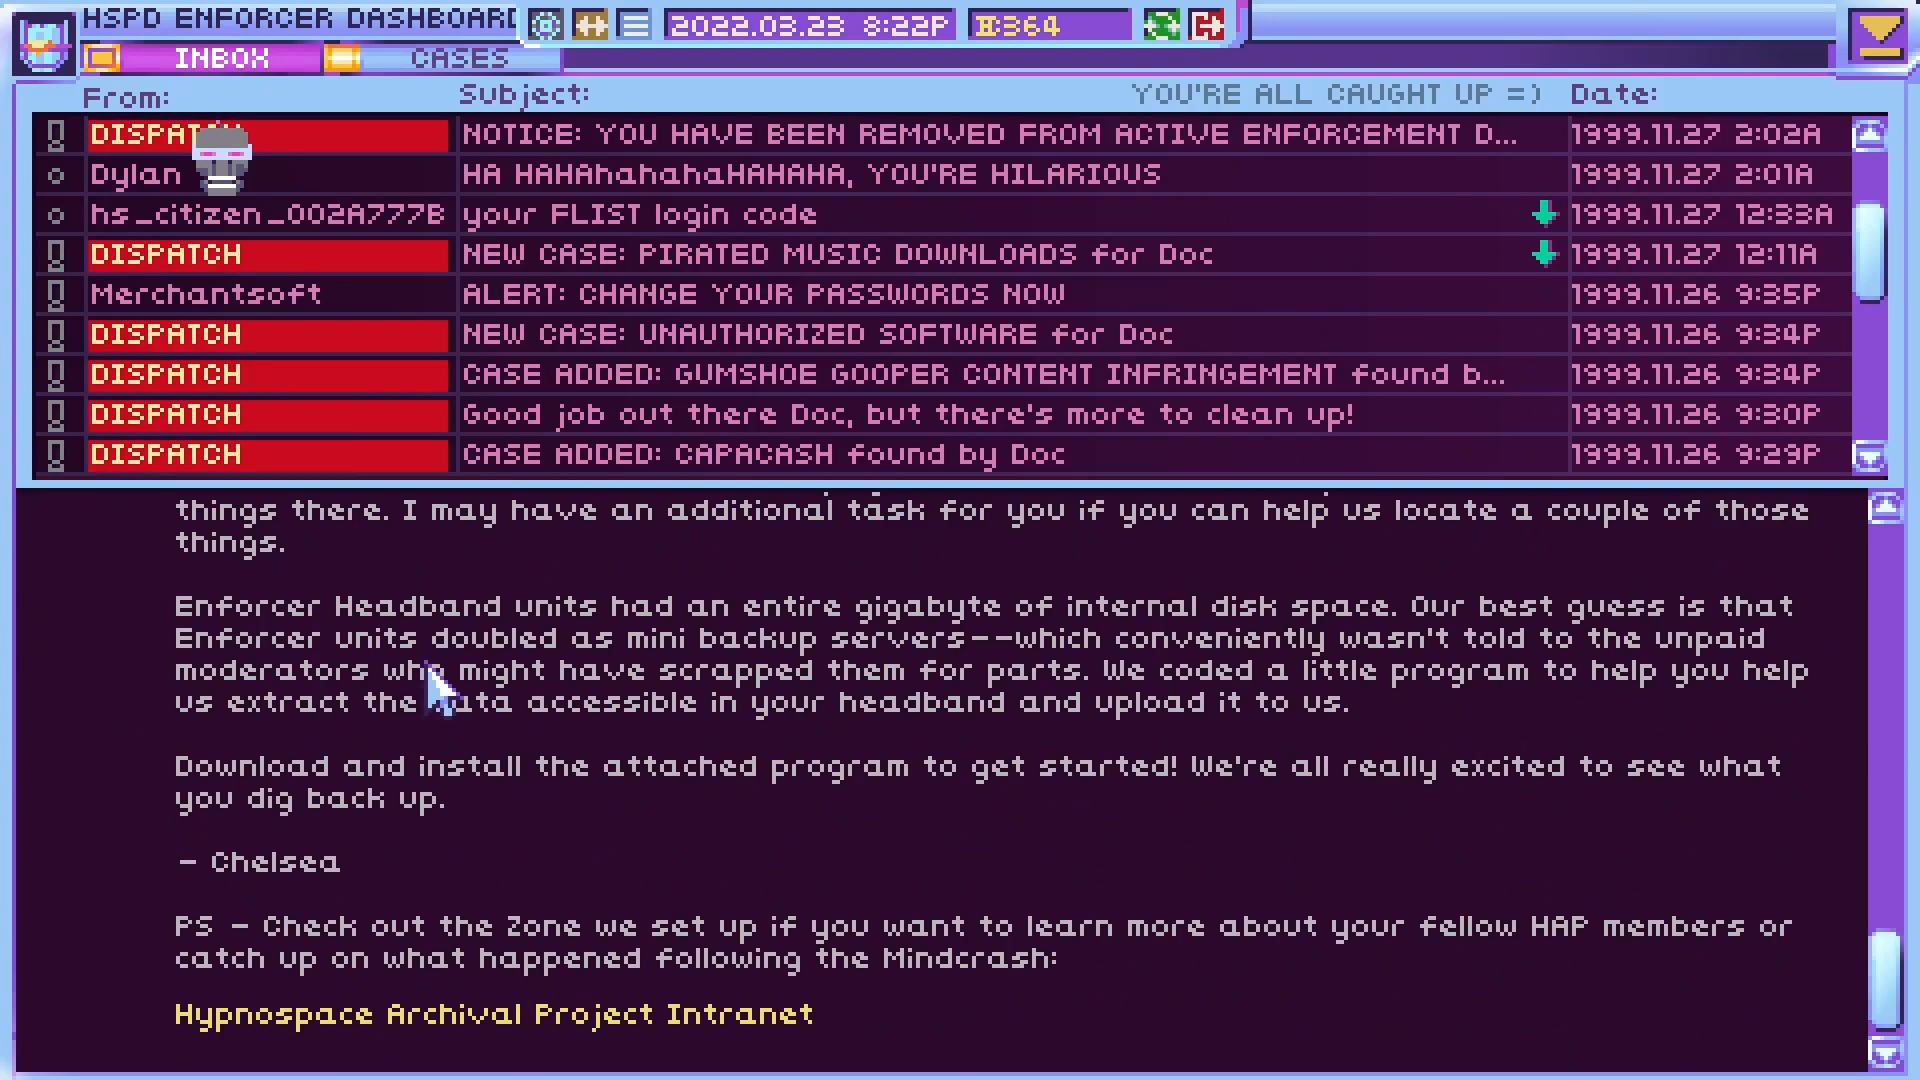 HSPD ENFORCER DASHBOARD
2022.03.23 8:22P
364
INBOX
CASES
From:
Subject:
YOU'RE ALL CAUGHT UP =)
Date:
DISPATCH
NOTICE: YOU HAVE BEEN REMOVED FROM ACTIVE ENFORCEMENT D...
1999.11.27 2:02A
Dylan
HA HAHAhahahaHAHAHA, YOU'RE HILARIOUS
1999.11.27 2:01A
hs_citizen_002A777B
your FLIST login code
1999.11.27 12:33A
DISPATCH
NEW CASE: PIRATED MUSIC DOWNLOADS for Doc
1999.11.27 12:11A
Merchantsoft
ALERT: CHANGE YOUR PASSWORDS NOW
1999.11.26 9:35P
DISPATCH
NEW CASE: UNAUTHORIZED SOFTWARE for Doc
1999.11.26 9:34P
DISPATCH
CASE ADDED: GUMSHOE GOOPER CONTENT INFRINGEMENT found b...
1999.11.26 9:34P
DISPATCH
Good job out there Doc, but there's more to clean up!
1999.11.26 9:30P
DISPATCH
CASE ADDED: CAPACASH found by Doc
1999.11.26 9:29P
things there. I may have an additional task for you if you can help us locate a couple of those
things.
Enforcer Headband units had an entire gigabyte of internal disk space. Our best guess is that
Enforcer units doubled as mini backup servers--which conveniently wasn't told to the unpaid
moderators who might have scrapped them for parts. We coded a little program to help you help
us extract the data accessible in your headband and upload it to us.
Download and install the attached program to get started! We're all really excited to see what
you dig back up.
- Chelsea
PS - Check out the Zone we set up if you want to learn more about your fellow HAP members or
catch up on what happened following the Mindcrash:
Hypnospace Archival Project Intranet